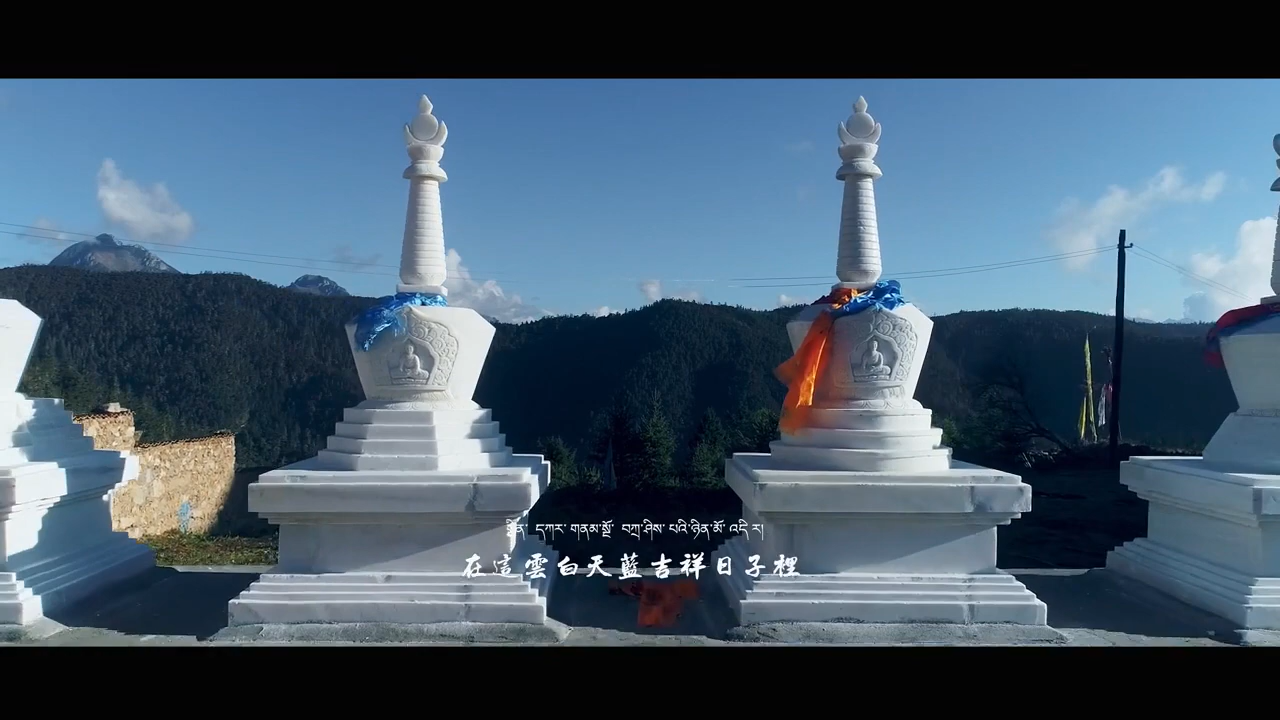 སྤྲིན་ དཀར་ གནམ་སྔོ་ བཀྲ་ཤིས་ པའི་ཉིན་མོ་ འདི་ར།
在這雲白天藍吉祥日子裡